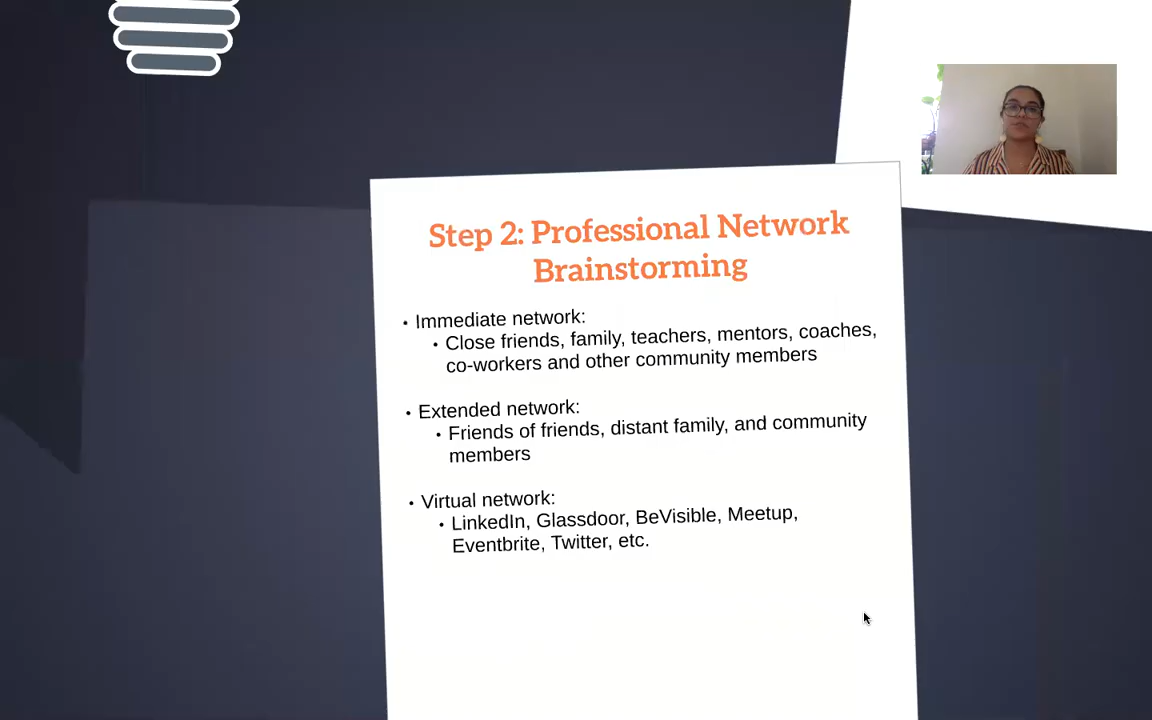 Step 2: Professional Network
Brainstorming
• Immediate network:
• Close friends, family, teachers, mentors, coaches,
co-workers and other community members
• Extended network:
• Friends of friends, distant family, and community
members
• Virtual network:
• LinkedIn, Glassdoor, BeVisible, Meetup,
Eventbrite, Twitter, etc.